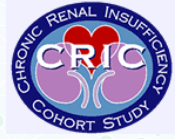 CHRONIC RENAL INSUFFICIENCY
CRIC
COHORT STUDY